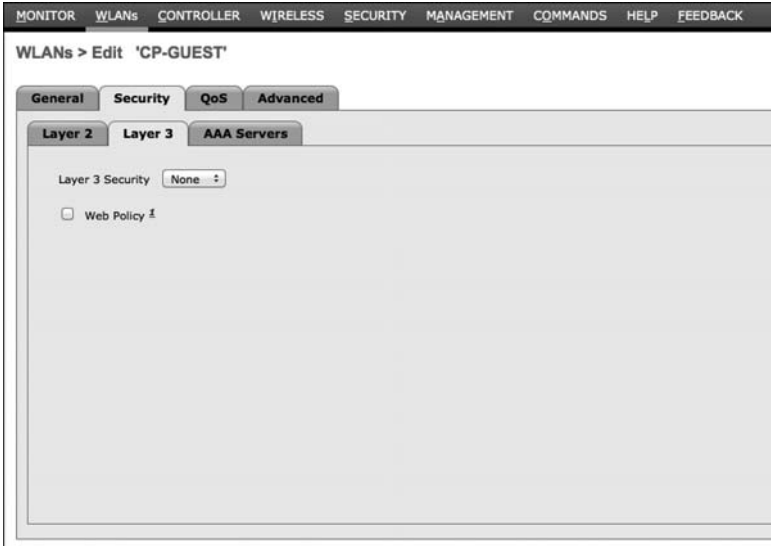 MONITOR WLANs CONTROLLER WIRELESS SECURITY MANAGEMENT COMMANDS HELP FEEDBACK
WLANs > Edit 'CP-GUEST'
General Security QoS Advanced
Layer 2 Layer 3 AAA Servers
Layer 3 Security None
Web Policy 1